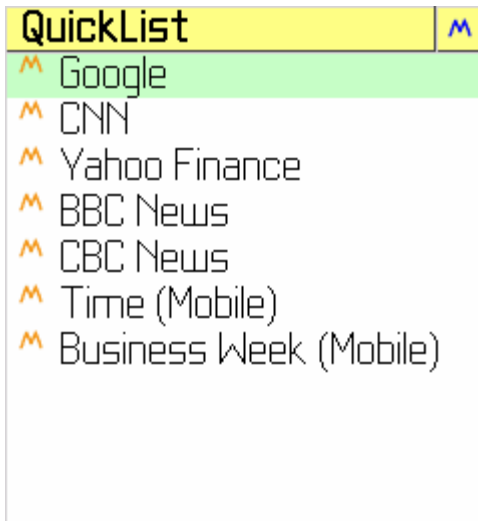 QuickList
Google
CNN
Yahoo Finance
BBC News
CBC News
Time (Mobile)
Business Week (Mobile)